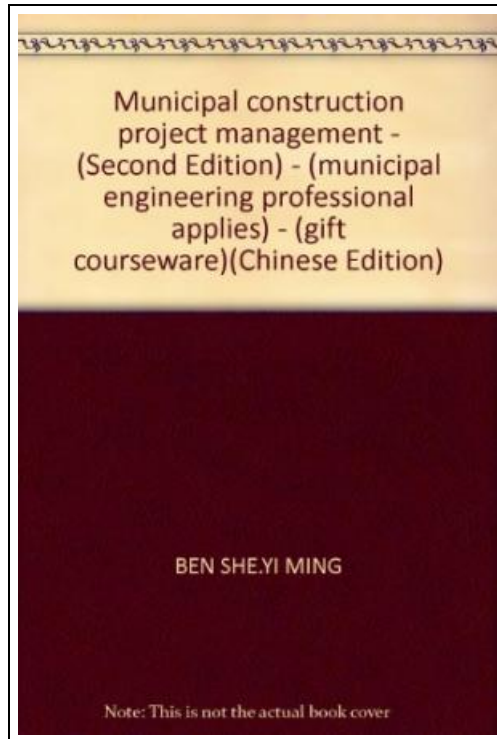 Municipal construction
project management -
(Second Edition) - (municipal
engineering professional
applies) - (gift
courseware)(Chinese Edition)
BEN SHE.YI MING
Note: This is not the actual book cover